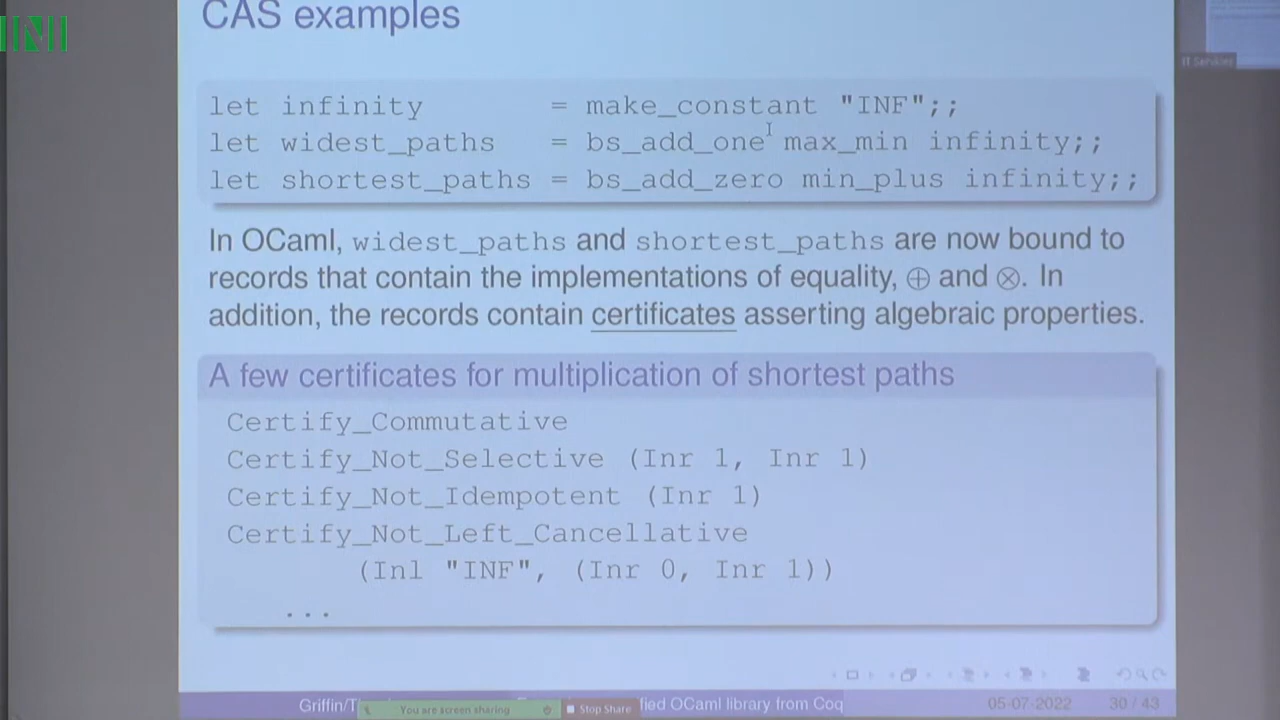 CAS examples
INI
IT Services
let infinity = make_constant "INF";;
let widest_paths = bs_add_one max_min infinity;;
let shortest_paths = bs_add_zero min_plus infinity;;
In OCaml, widest_paths and shortest_paths are now bound to
records that contain the implementations of equality, ⊕ and ⊗. In
addition, the records contain certificates asserting algebraic properties.
A few certificates for multiplication of shortest paths
Certify_Commutative
Certify_Not_Selective (Inr 1, Inr 1)
Certify_Not_Idempotent (Inr 1)
Certify_Not_Left_Cancellative
(Inl "INF", (Inr 0, Inr 1))
...
Griffin/T fied OCaml library from Coq 05-07-2022 30 / 43
You are screen sharing Stop Share